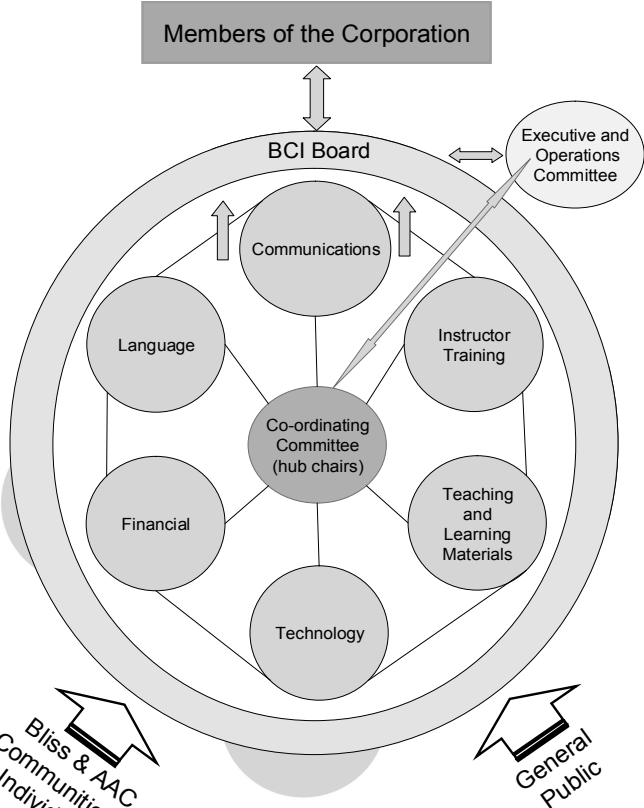 Members of the Corporation
BCI Board
Executive and
Operations
Committee
Communications
Language
Instructor
Training
Co-ordinating
Committee
(hub chairs)
Financial
Teaching
and
Learning
Materials
Technology
Bliss & AAC
General
Public